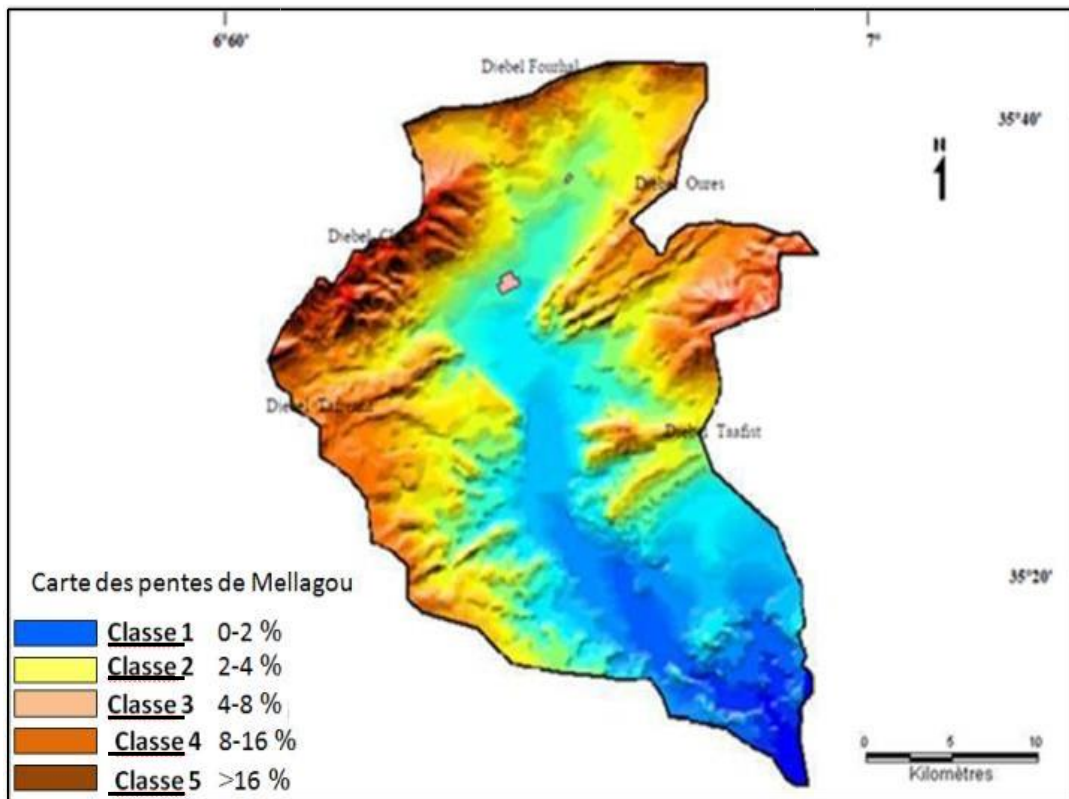 6°60'
7°
Djebel Fourhal
35°40'
N
Djebel Oures
Djebel
Djebel
Djebel Taafist
35°20'
Carte des pentes de Mellagou
Classe 1 0-2 %
Classe 2 2-4 %
Classe 3 4-8 %
Classe 4 8-16 %
Classe 5 >16 %
0 5 10
Kilomètres